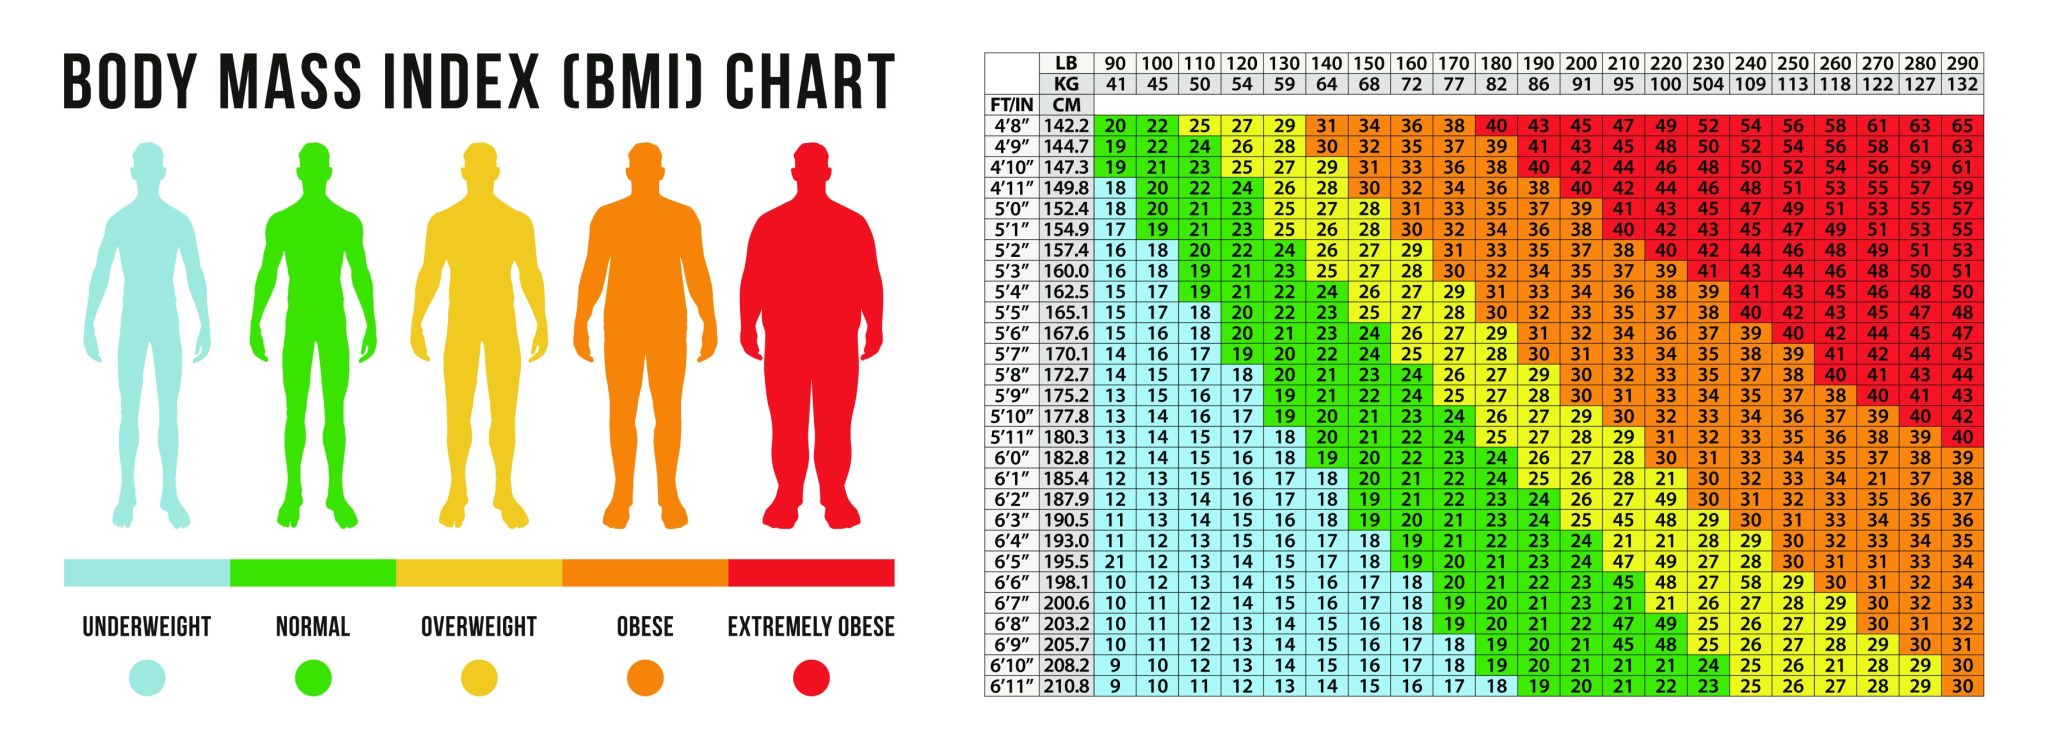 BODY MASS INDEX (BMI) CHART
UNDERWEIGHT NORMAL OVERWEIGHT OBESE EXTREMELY OBESE
LB 90 100 110 120 130 140 150 160 170 180 190 200 210 220 230 240 250 260 270 280 290
KG 41 45 50 54 59 64 68 72 77 82 86 91 95 100 504 109 113 118 122 127 132
FT/IN CM
4'8" 142.2 20 22 25 27 29 31 34 36 38 40 43 45 47 49 52 54 56 58 61 63 65
4'9" 144.7 19 22 24 26 28 30 32 35 37 39 41 43 45 48 50 52 54 56 58 61 63
4'10" 147.3 19 21 23 25 27 29 31 33 36 38 40 42 44 46 48 50 52 54 56 59 61
4'11" 149.8 18 20 22 24 26 28 30 32 34 36 38 40 42 44 46 48 51 53 55 57 59
5'0" 152.4 18 20 21 23 25 27 28 31 33 35 37 39 41 43 45 47 49 51 53 55 57
5'1" 154.9 17 19 21 23 25 26 28 30 32 34 36 38 40 42 43 45 47 49 51 53 55
5'2" 157.4 16 18 20 22 24 26 27 29 31 33 35 37 38 40 42 44 46 48 49 51 53
5'3" 160.0 16 18 19 21 23 25 27 28 30 32 34 35 37 39 41 43 44 46 48 50 51
5'4" 162.5 15 17 19 21 22 24 26 27 29 31 33 34 36 38 39 41 43 45 46 48 50
5'5" 165.1 15 17 18 20 22 23 25 27 28 30 32 33 35 37 38 40 42 43 45 47 48
5'6" 167.6 15 16 18 20 21 23 24 26 27 29 31 32 34 36 37 39 40 42 44 45 47
5'7" 170.1 14 16 17 19 20 22 24 25 27 28 30 31 33 34 35 38 39 41 42 44 45
5'8" 172.7 14 15 17 18 20 21 23 24 26 27 29 30 32 33 35 37 38 40 41 43 44
5'9" 175.2 13 15 16 17 19 21 22 24 25 27 28 30 31 33 34 35 37 38 40 41 43
5'10" 177.8 13 14 16 17 19 20 21 23 24 26 27 29 30 32 33 34 36 37 39 40 42
5'11" 180.3 13 14 15 17 18 20 21 22 24 25 27 28 29 31 32 33 35 36 38 39 40
6'0" 182.8 12 14 15 16 18 19 20 22 23 24 26 27 28 30 31 33 34 35 37 38 39
6'1" 185.4 12 13 15 16 17 18 20 21 22 24 25 26 28 21 30 32 33 34 21 37 38
6'2" 187.9 12 13 14 16 17 18 19 21 22 23 24 26 27 49 30 31 32 33 35 36 37
6'3" 190.5 11 13 14 15 16 18 19 20 21 23 24 25 45 48 29 30 31 33 34 35 36
6'4" 193.0 11 12 13 15 16 17 18 19 21 22 23 24 21 21 28 29 30 32 33 34 35
6'5" 195.5 21 12 13 14 15 17 18 19 20 21 23 24 47 49 27 28 30 31 31 33 34
6'6" 198.1 10 12 13 14 15 16 17 18 20 21 22 23 45 48 27 58 29 30 31 32 34
6'7" 200.6 10 11 12 14 15 16 17 18 19 20 21 23 21 21 26 27 28 29 30 32 33
6'8" 203.2 10 11 12 13 14 15 16 18 19 20 21 22 47 49 25 26 27 29 30 31 32
6'9" 205.7 10 11 12 13 14 15 16 17 18 19 20 21 45 48 25 26 27 28 29 30 31
6'10" 208.2 9 10 12 13 14 15 16 17 18 19 20 21 21 21 24 25 26 21 28 29 30
6'11" 210.8 9 10 11 12 13 14 15 16 17 18 19 20 21 22 23 25 26 27 28 29 30